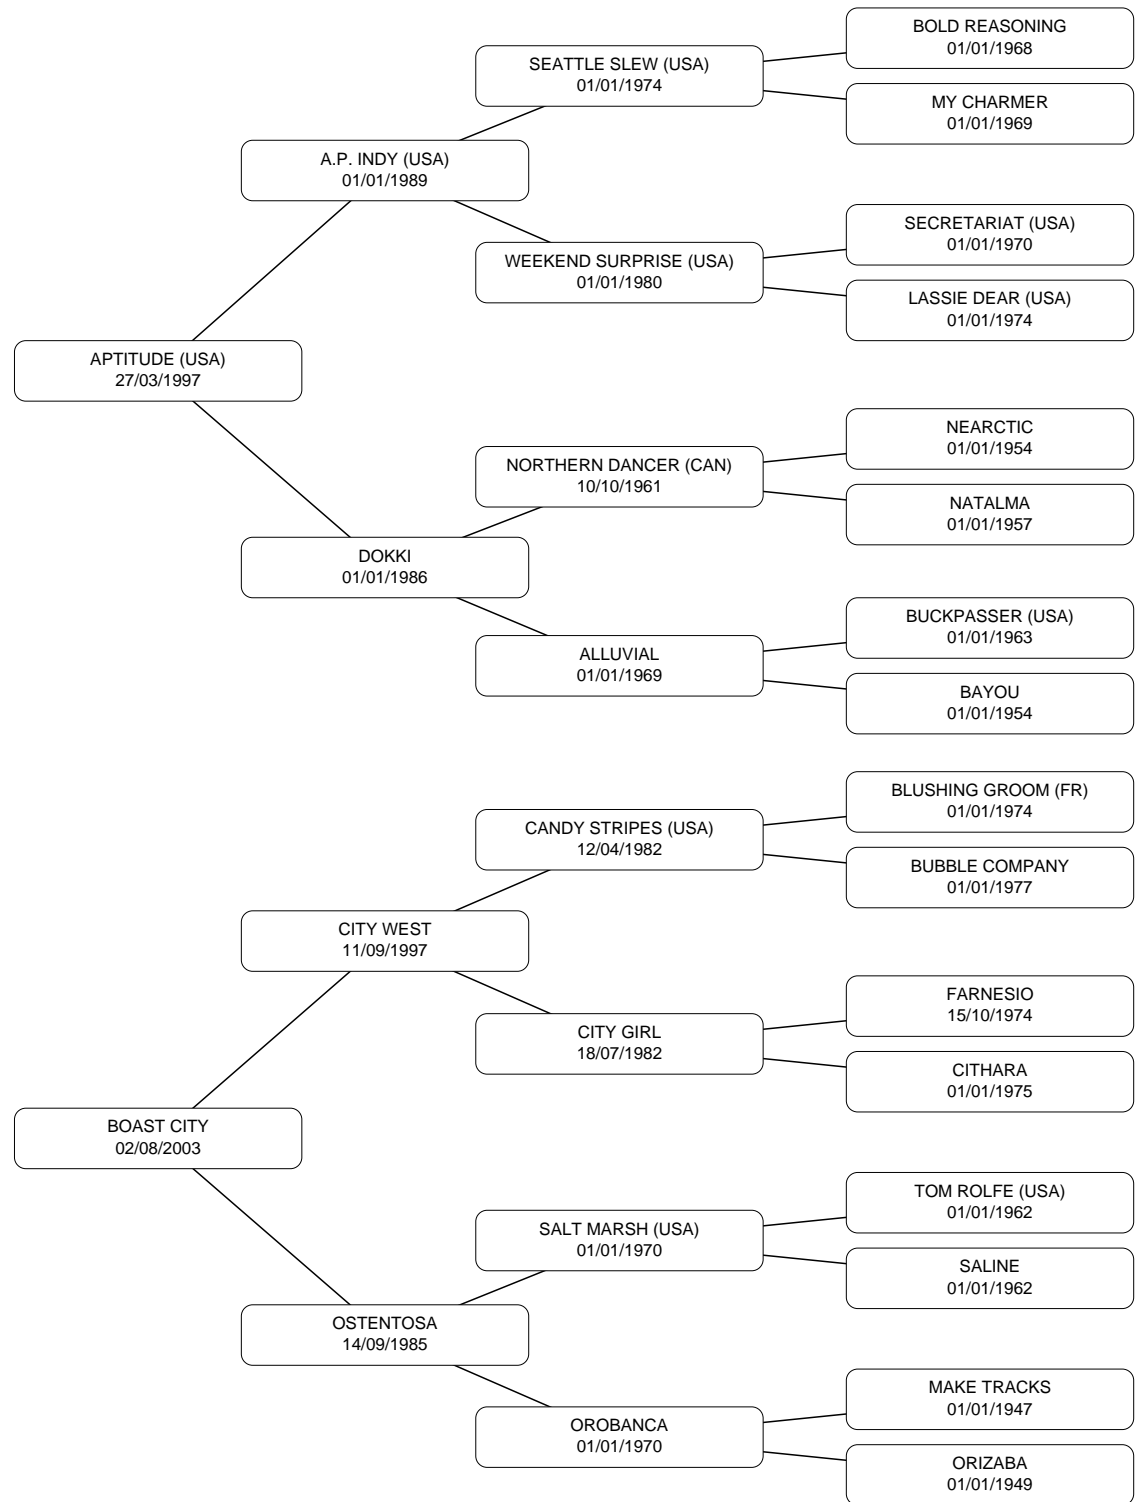 BOLD REASONING
01/01/1968
SEATTLE SLEW (USA)
01/01/1974
MY CHARMER
01/01/1969
A.P. INDY (USA)
01/01/1989
SECRETARIAT (USA)
01/01/1970
WEEKEND SURPRISE (USA)
01/01/1980
LASSIE DEAR (USA)
01/01/1974
APTITUDE (USA)
27/03/1997
NEARCTIC
01/01/1954
NORTHERN DANCER (CAN)
10/10/1961
NATALMA
01/01/1957
DOKKI
01/01/1986
BUCKPASSER (USA)
01/01/1963
ALLUVIAL
01/01/1969
BAYOU
01/01/1954
BLUSHING GROOM (FR)
01/01/1974
CANDY STRIPES (USA)
12/04/1982
BUBBLE COMPANY
01/01/1977
CITY WEST
11/09/1997
FARNESIO
15/10/1974
CITY GIRL
18/07/1982
CITHARA
01/01/1975
BOAST CITY
02/08/2003
TOM ROLFE (USA)
01/01/1962
SALT MARSH (USA)
01/01/1970
SALINE
01/01/1962
OSTENTOSA
14/09/1985
MAKE TRACKS
01/01/1947
OROBANCA
01/01/1970
ORIZABA
01/01/1949